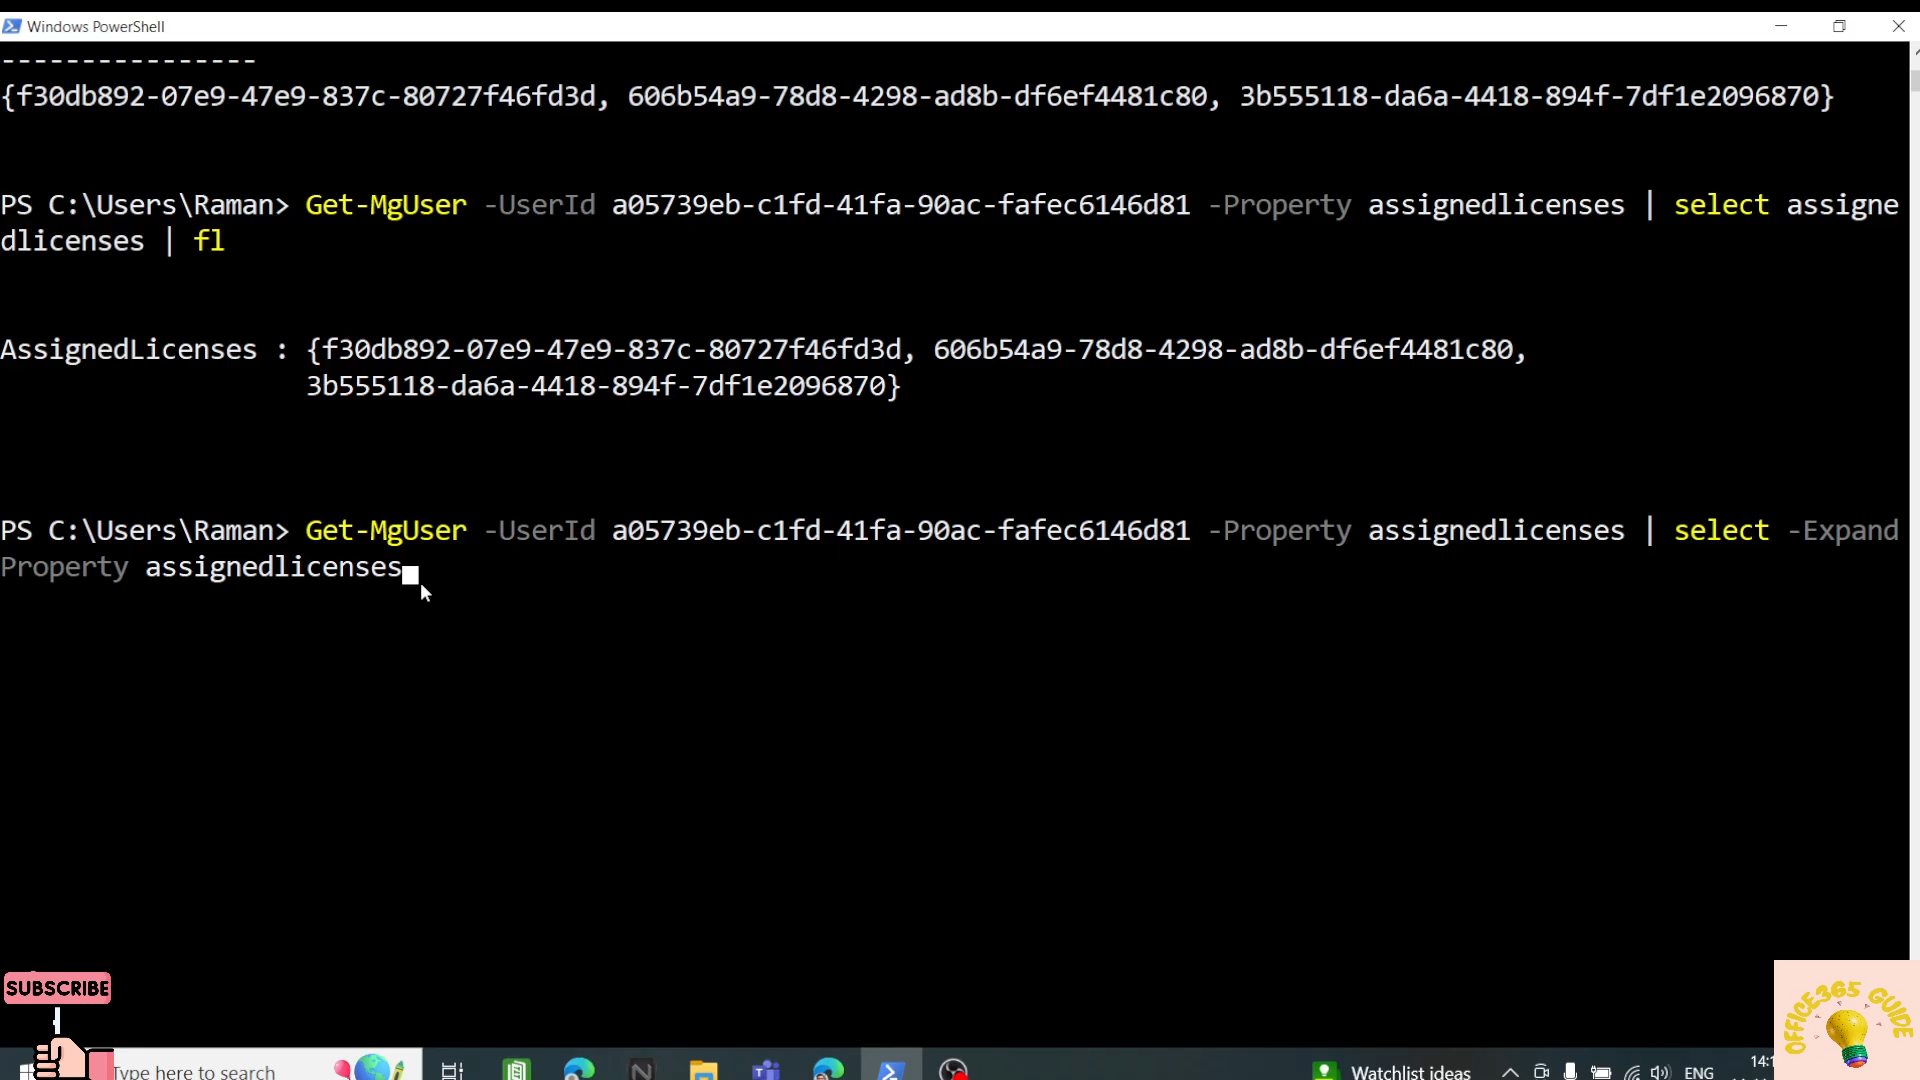 Windows PowerShell
----------------
{f30db892-07e9-47e9-837c-80727f46fd3d, 606b54a9-78d8-4298-ad8b-df6ef4481c80, 3b555118-da6a-4418-894f-7df1e2096870}
PS C:\Users\Raman> Get-MgUser -UserId a05739eb-c1fd-41fa-90ac-fafec6146d81 -Property assignedlicenses | select assigne
dlicenses | fl
AssignedLicenses : {f30db892-07e9-47e9-837c-80727f46fd3d, 606b54a9-78d8-4298-ad8b-df6ef4481c80,
3b555118-da6a-4418-894f-7df1e2096870}
PS C:\Users\Raman> Get-MgUser -UserId a05739eb-c1fd-41fa-90ac-fafec6146d81 -Property assignedlicenses | select -Expand
Property assignedlicenses
SUBSCRIBE
OFFICE365 GUIDE
Type here to search
Watchlist ideas
ENG
14:1